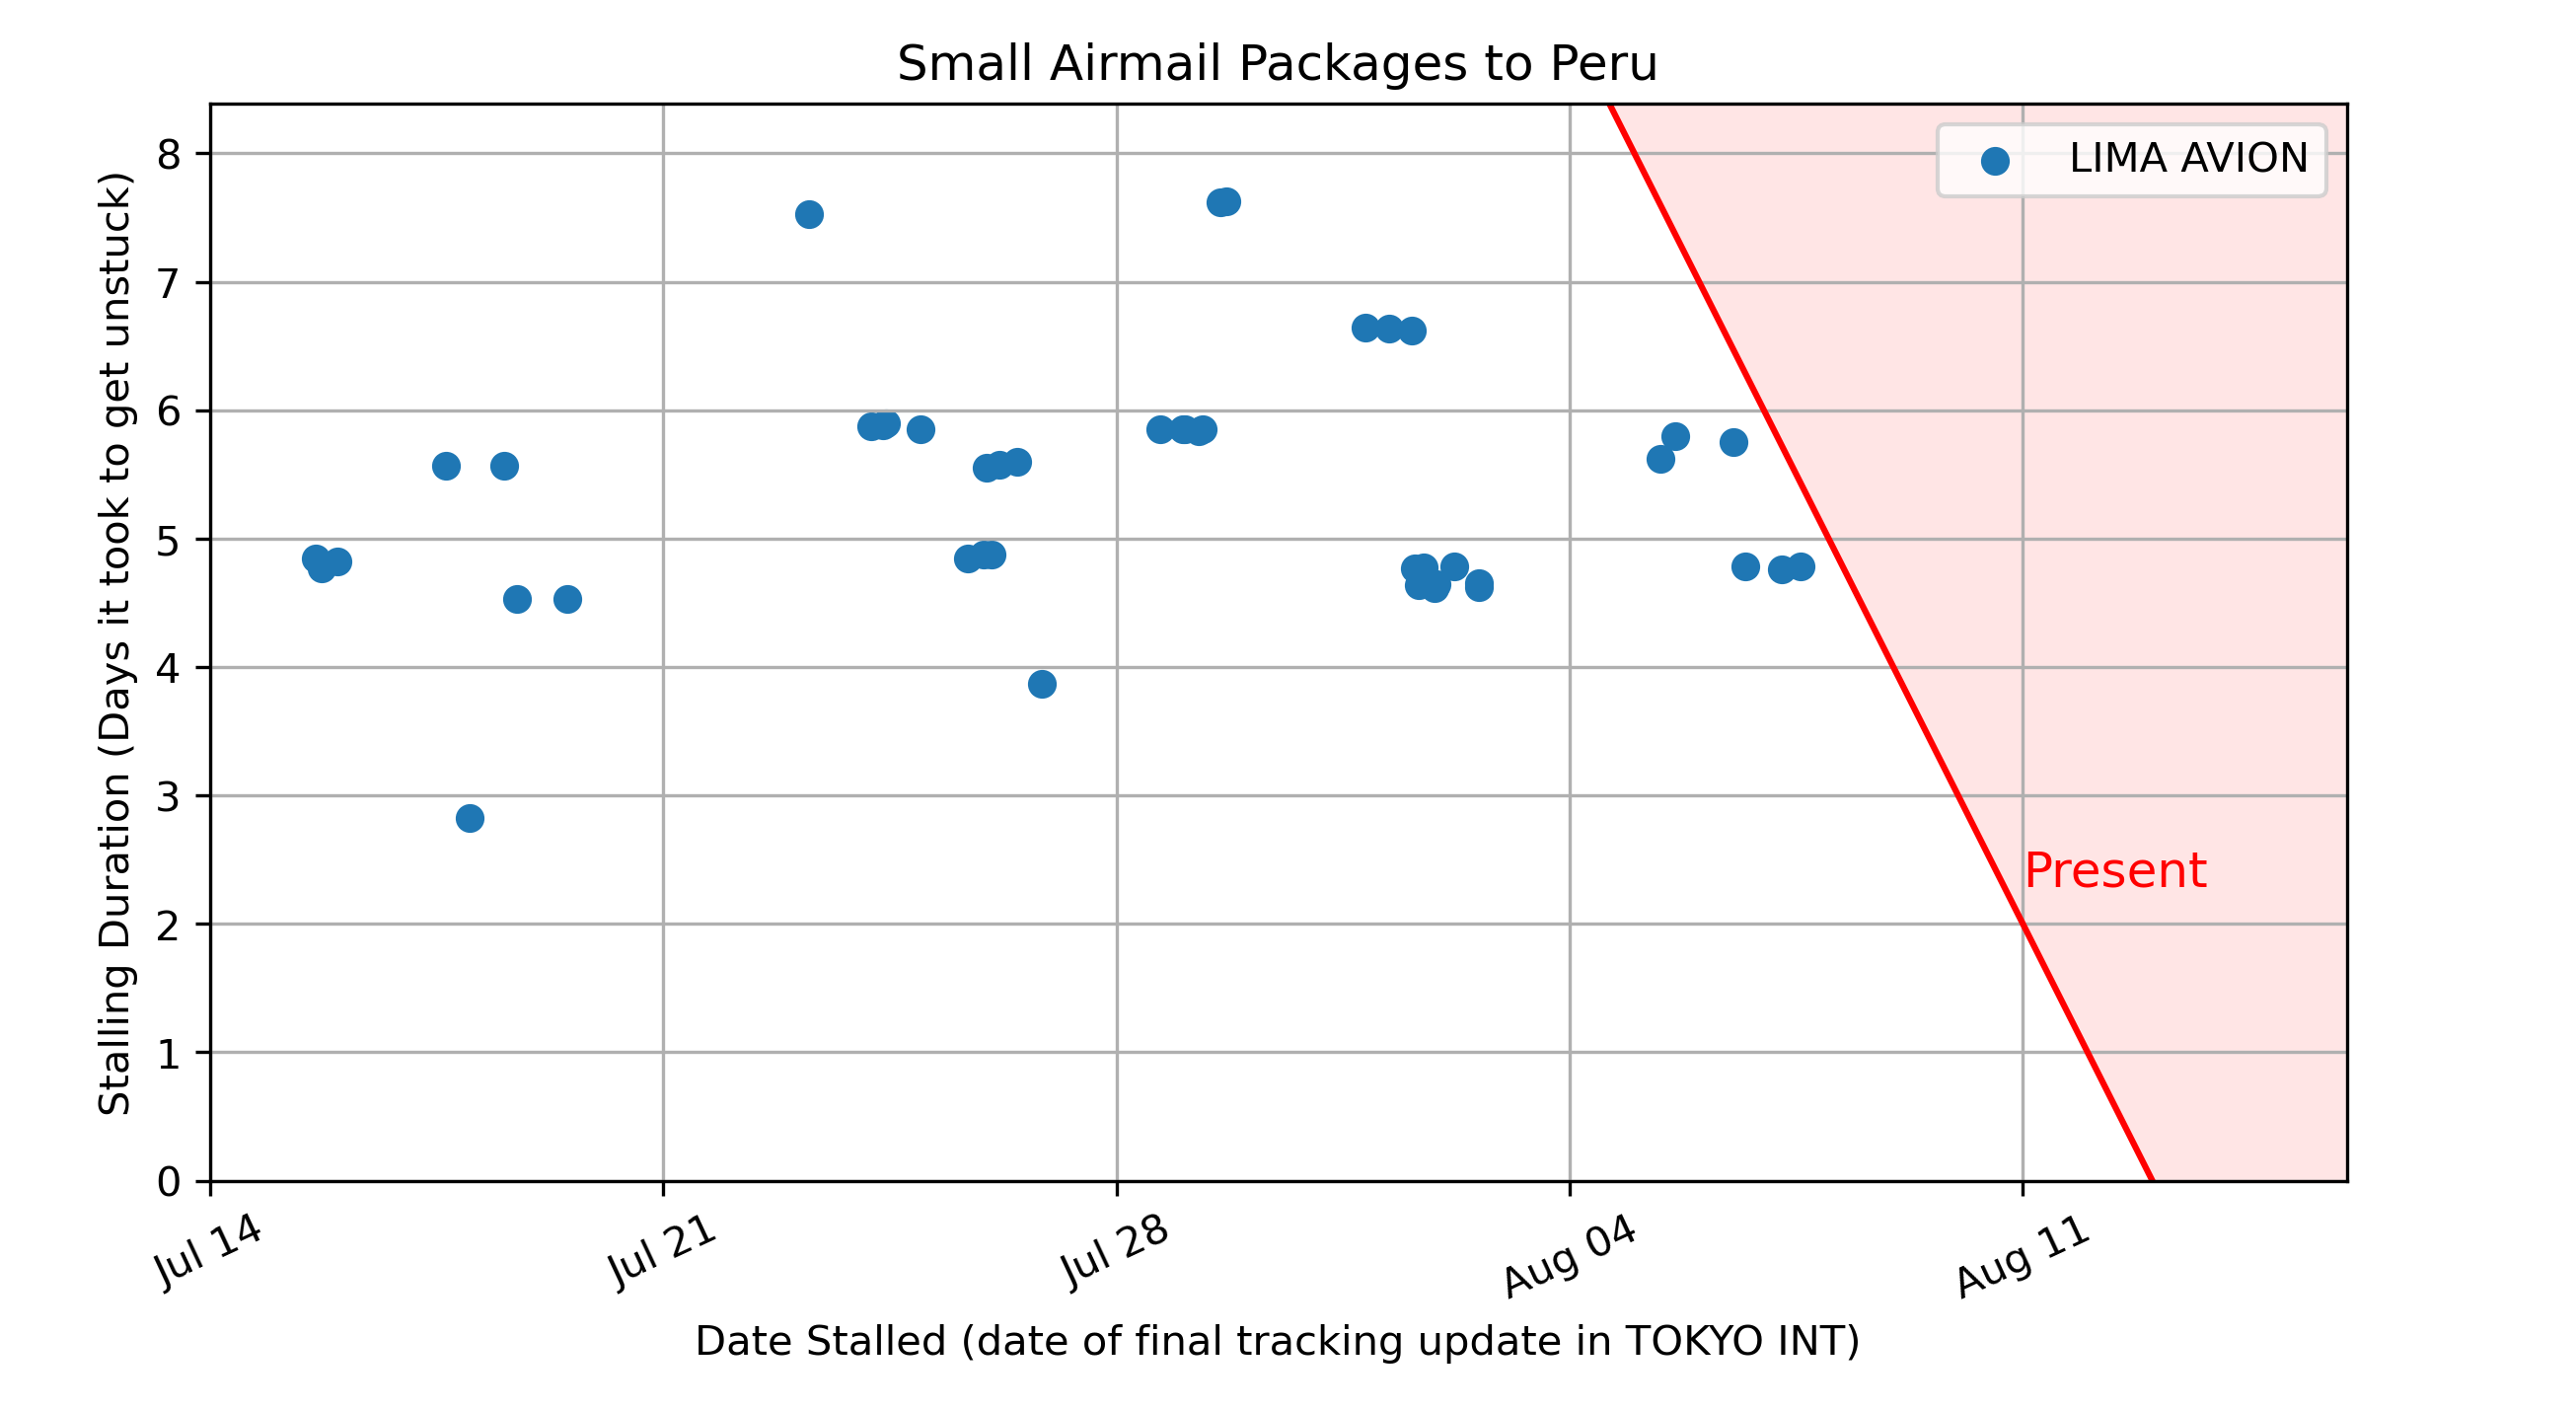 Small Airmail Packages to Peru
LIMA AVION
Stalling Duration (Days it took to get unstuck)
8
7
6
5
4
3
2
1
0
Present
Jul 14
Jul 21
Jul 28
Aug 04
Aug 11
Date Stalled (date of final tracking update in TOKYO INT)